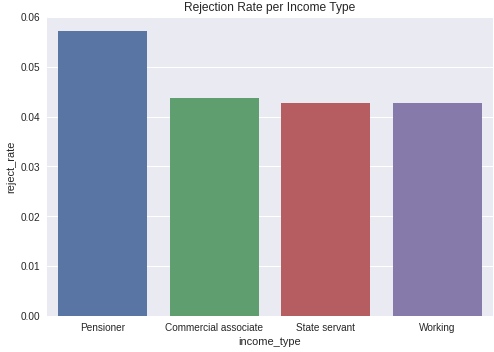 Rejection Rate per Income Type
reject_rate
0.06
0.05
0.04
0.03
0.02
0.01
0.00
Pensioner
Commercial associate
State servant
Working
income_type